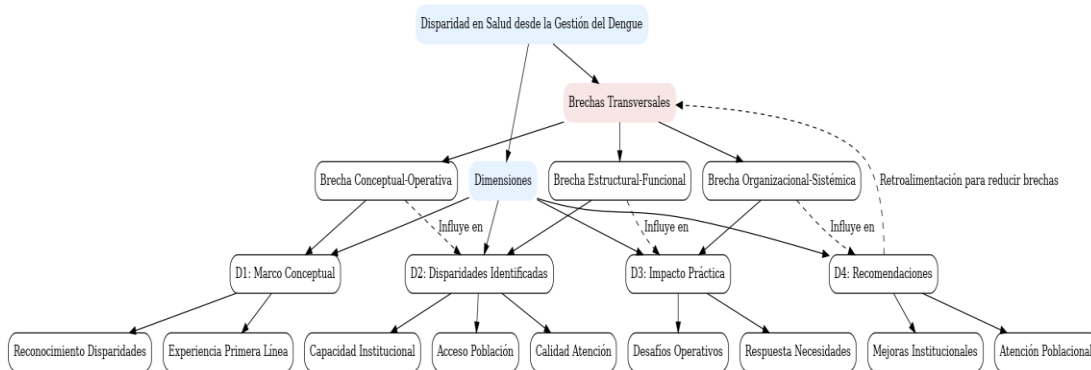 Disparidad en Salud desde la Gestión del Dengue
Brechas Transversales
Brecha Conceptual-Operativa
Dimensiones
Brecha Estructural-Funcional
Brecha Organizacional-Sistémica
Retroalimentación para reducir brechas
Influye en
Influye en
Influye en
D1: Marco Conceptual
D2: Disparidades Identificadas
D3: Impacto Práctica
D4: Recomendaciones
Reconocimiento Disparidades
Experiencia Primera Línea
Capacidad Institucional
Acceso Población
Calidad Atención
Desafíos Operativos
Respuesta Necesidades
Mejoras Institucionales
Atención Poblacional